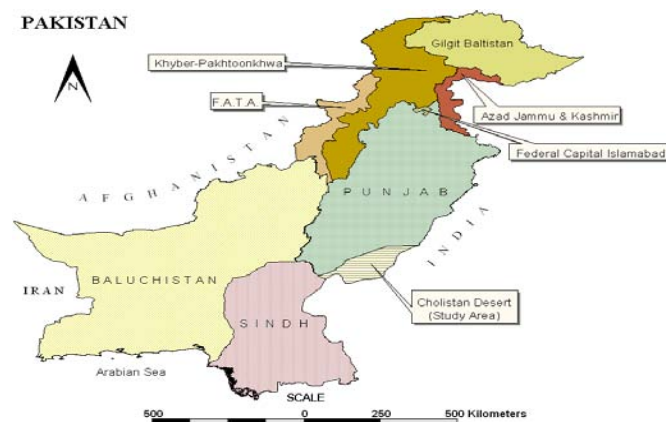 PAKISTAN
N
Gilgit Baltistan
Khyber-Pakhtoonkhwa
F.A.T.A.
Azad Jammu & Kashmir
Federal Capital Islamabad
AFGHANISTAN
PUNJAB
INDIA
BALUCHISTAN
IRAN
Cholistan Desert
(Study Area)
SINDH
Arabian Sea
SCALE
500 0 250 500 Kilometers